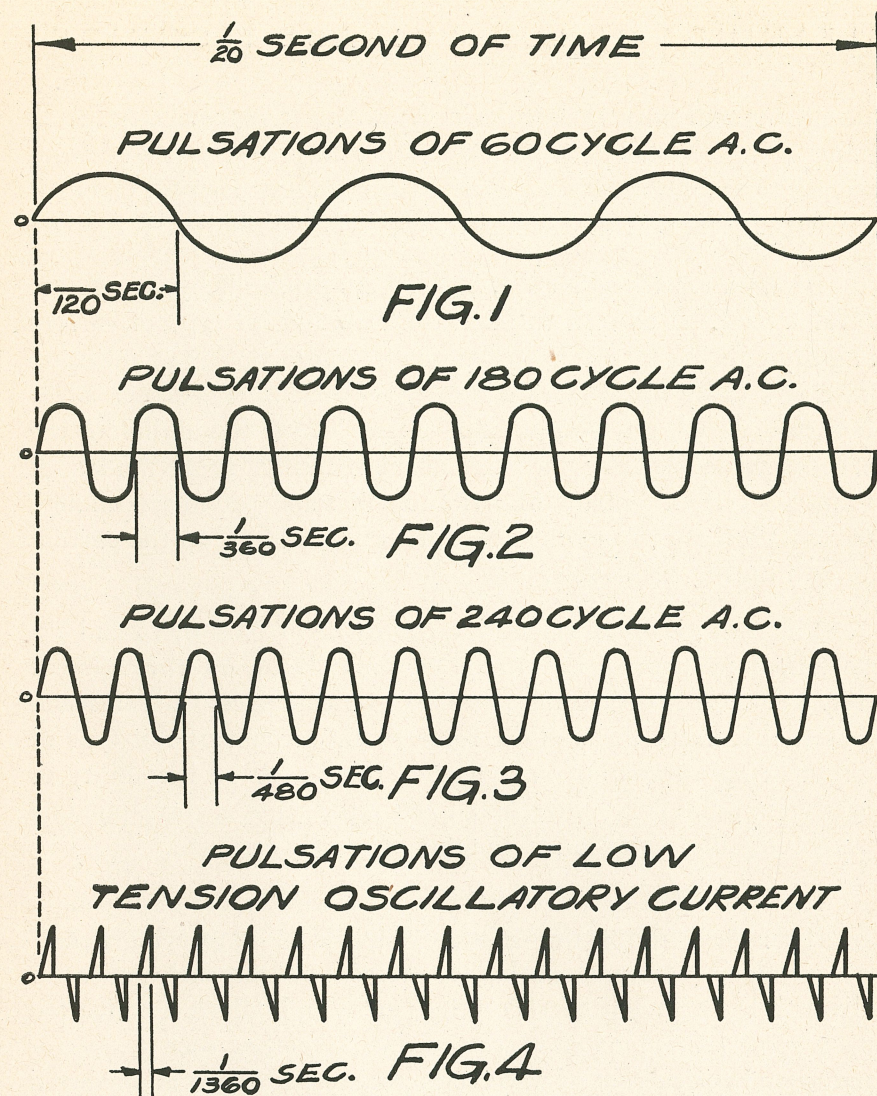 1/20 SECOND OF TIME
PULSATIONS OF 60 CYCLE A.C.
0
120 SEC.
FIG.1
PULSATIONS OF 180 CYCLE A.C.
0
1/360 SEC. FIG.2
PULSATIONS OF 240 CYCLE A.C.
0
1/480 SEC. FIG.3
PULSATIONS OF LOW
TENSION OSCILLATORY CURRENT
0
1/1360 SEC. FIG.4